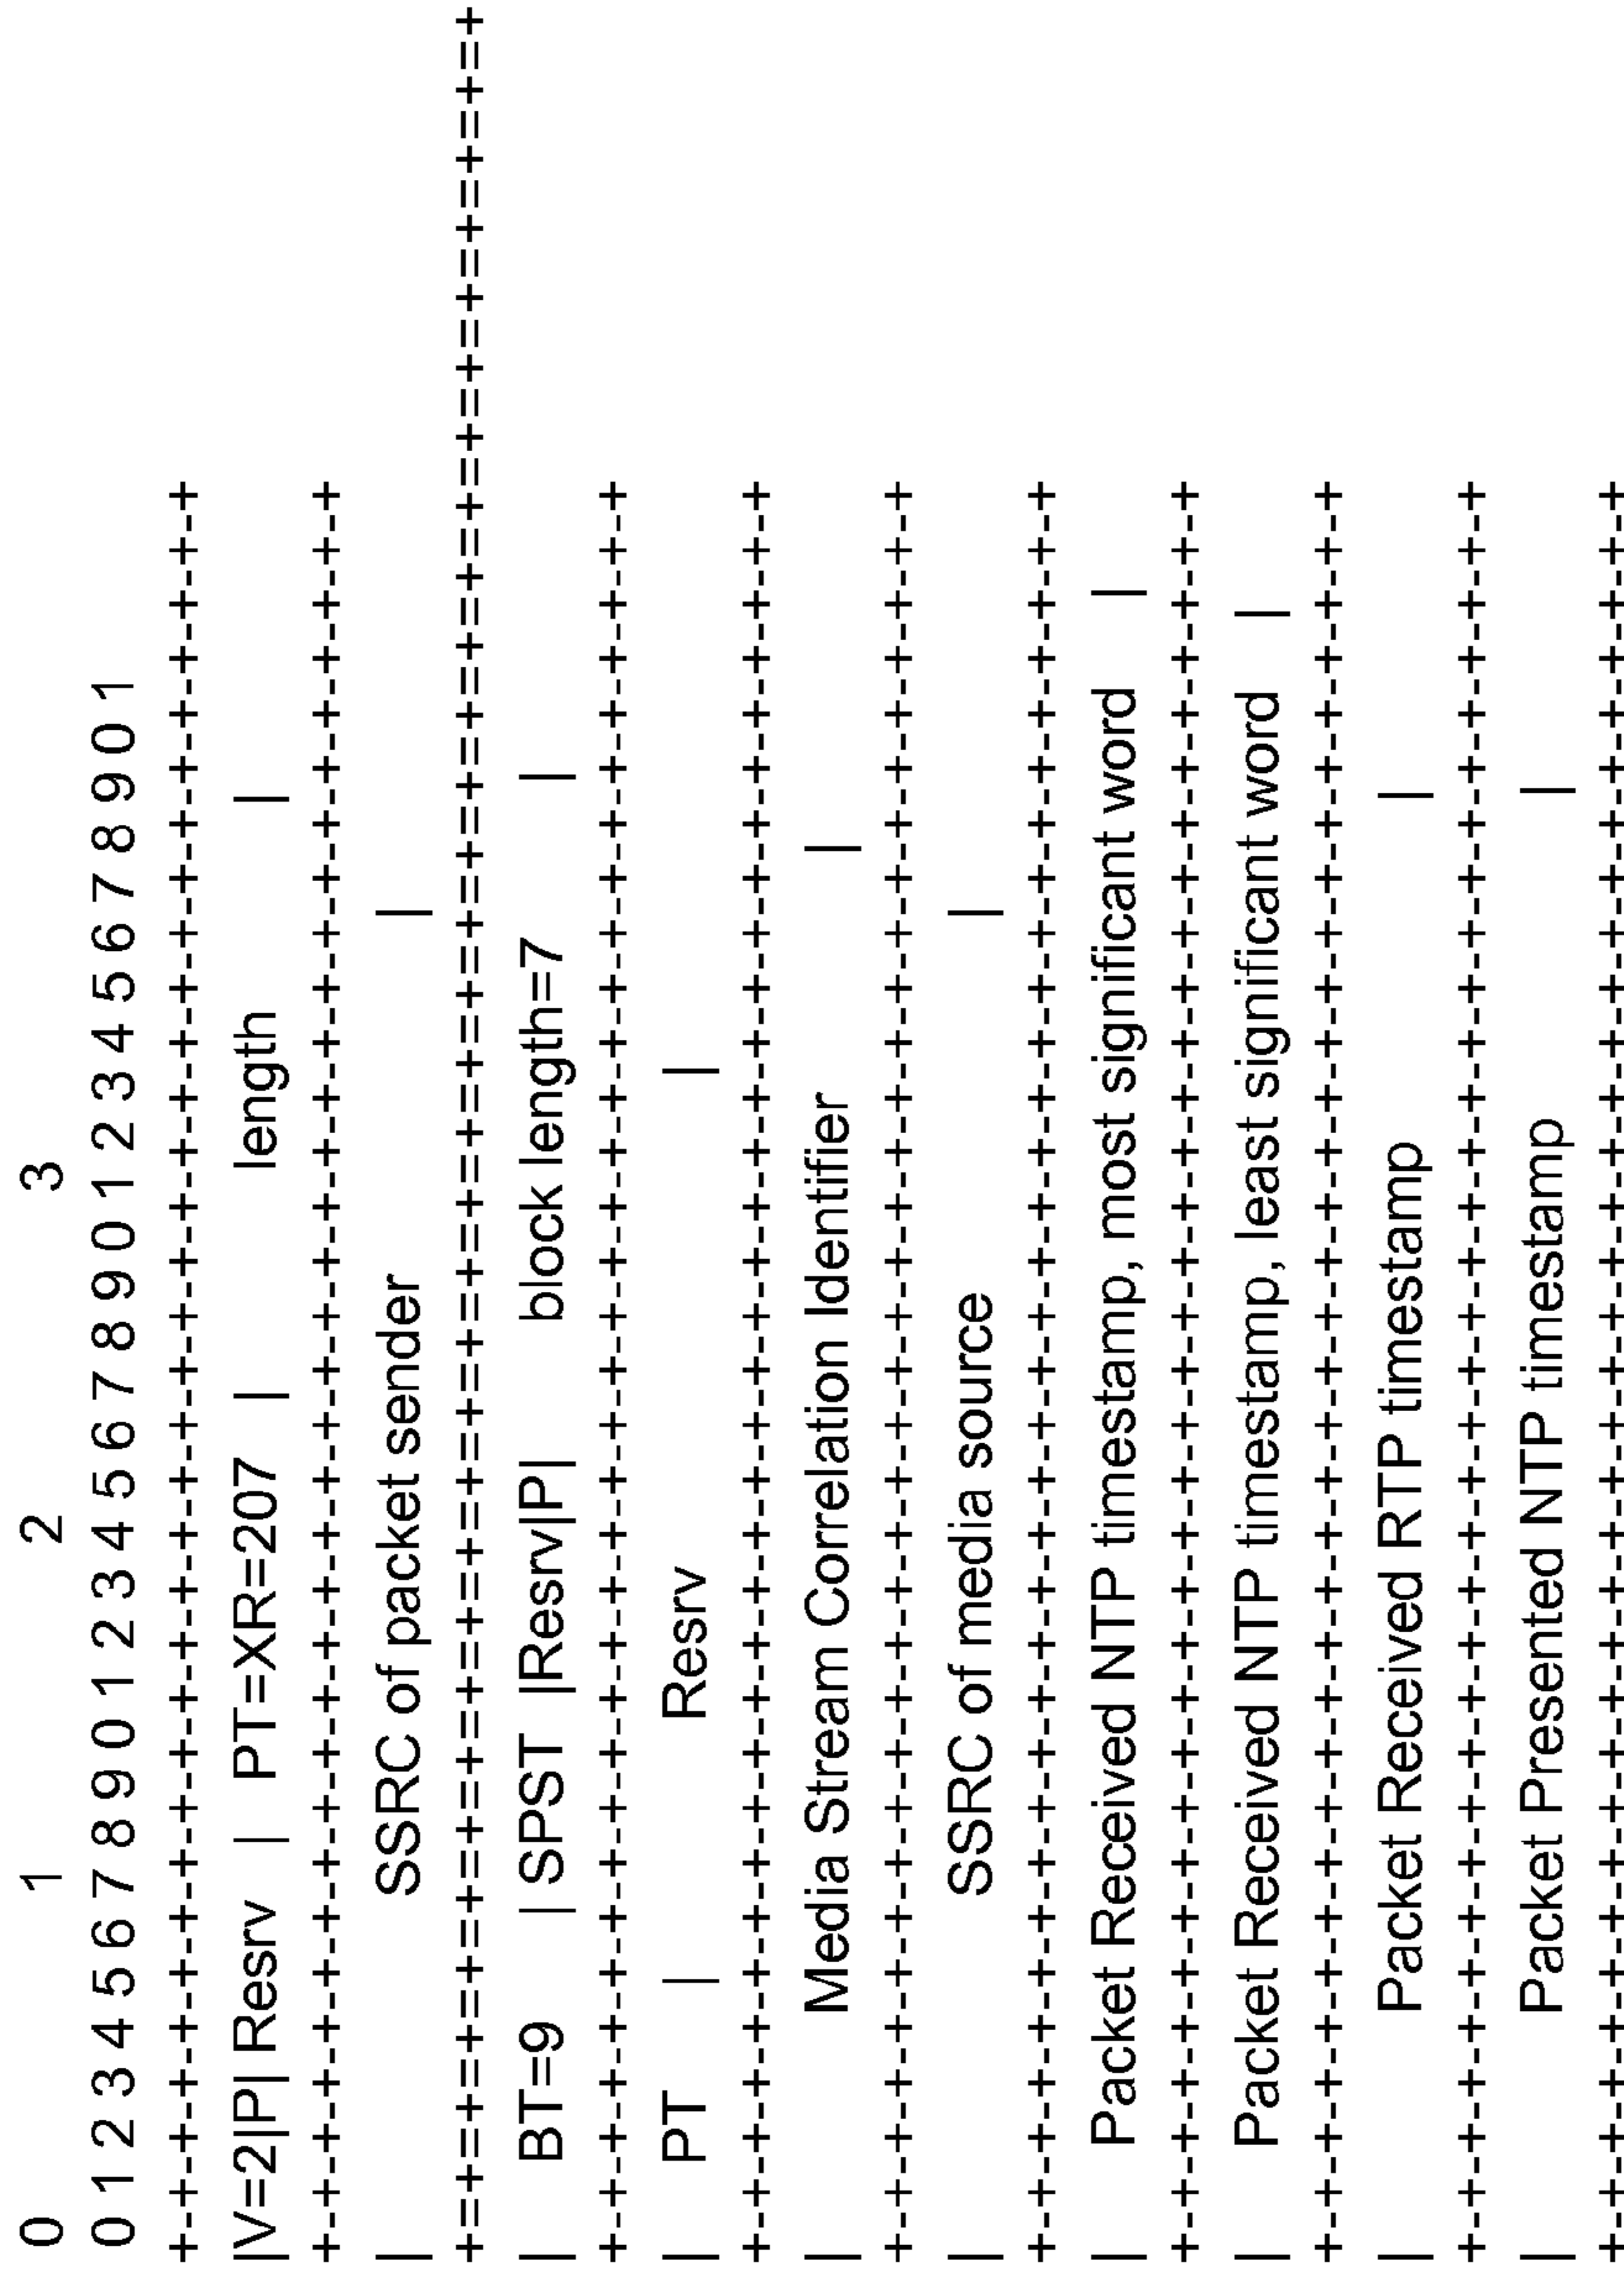 0 1 2 3
0 1 2 3 4 5 6 7 8 9 0 1 2 3 4 5 6 7 8 9 0 1 2 3 4 5 6 7 8 9 0 1
+-+-+-+-+-+-+-+-+-+-+-+-+-+-+-+-+-+-+-+-+-+-+-+-+-+-+-+-+-+-+-+-+
|V=2|P| Resrv | PT=XR=207 | length |
+-+-+-+-+-+-+-+-+-+-+-+-+-+-+-+-+-+-+-+-+-+-+-+-+-+-+-+-+-+-+-+-+
| SSRC of packet sender |
+=+=+=+=+=+=+=+=+=+=+=+=+=+=+=+=+=+=+=+=+=+=+=+=+=+=+=+=+=+=+=+=+
| BT=9 | SPST |Resrv|P| block length=7 |
+-+-+-+-+-+-+-+-+-+-+-+-+-+-+-+-+-+-+-+-+-+-+-+-+-+-+-+-+-+-+-+-+
| PT | Resrv |
+-+-+-+-+-+-+-+-+-+-+-+-+-+-+-+-+-+-+-+-+-+-+-+-+-+-+-+-+-+-+-+-+
| Media Stream Correlation Identifier |
+-+-+-+-+-+-+-+-+-+-+-+-+-+-+-+-+-+-+-+-+-+-+-+-+-+-+-+-+-+-+-+-+
| SSRC of media source |
+-+-+-+-+-+-+-+-+-+-+-+-+-+-+-+-+-+-+-+-+-+-+-+-+-+-+-+-+-+-+-+-+
| Packet Received NTP timestamp, most significant word |
+-+-+-+-+-+-+-+-+-+-+-+-+-+-+-+-+-+-+-+-+-+-+-+-+-+-+-+-+-+-+-+-+
| Packet Received NTP timestamp, least significant word |
+-+-+-+-+-+-+-+-+-+-+-+-+-+-+-+-+-+-+-+-+-+-+-+-+-+-+-+-+-+-+-+-+
| Packet Received RTP timestamp |
+-+-+-+-+-+-+-+-+-+-+-+-+-+-+-+-+-+-+-+-+-+-+-+-+-+-+-+-+-+-+-+-+
| Packet Presented NTP timestamp |
+-+-+-+-+-+-+-+-+-+-+-+-+-+-+-+-+-+-+-+-+-+-+-+-+-+-+-+-+-+-+-+-+